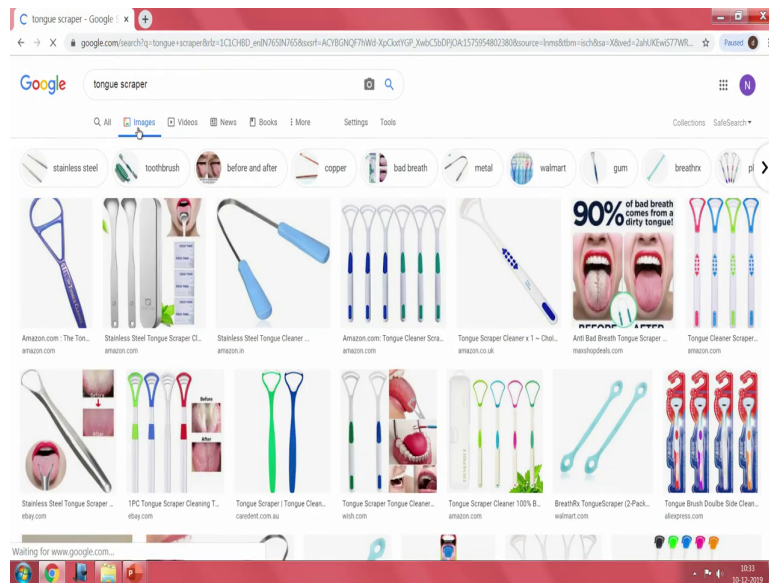 tongue scraper - Google S
google.com/search?q=tongue+scraper&rlz=1C1CHBD_enIN765IN765&sxsrf=ACYBGNQF7hWd-XpCkxtYGP_XwbC5bDPjOA:1575954802380&source=lnms&tbm=isch&sa=X&ved=2ahUKEwiS77WR...
Paused
Google
tongue scraper
N
All Images Videos News Books More Settings Tools Collections SafeSearch
stainless steel toothbrush before and after copper bad breath metal walmart gum breathrx pl
90% of bad breath
comes from a
dirty tongue!
BEFORE AFTER
Amazon.com : The Ton... Stainless Steel Tongue Scraper Cl... Stainless Steel Tongue Cleaner ... Amazon.com: Tongue Cleaner Scra... Tongue Scraper Cleaner x 1 ~ Choi... Anti Bad Breath Tongue Scraper ... Tongue Cleaner Scraper...
amazon.com amazon.com amazon.in amazon.com amazon.co.uk maxshopdeals.com amazon.com
Before
After
Before
After
Stainless Steel Tongue Scraper ... 1PC Tongue Scraper Cleaning T... Tongue Scraper | Tongue Clean... Tongue Scraper Tongue Cleaner... Tongue Scraper Cleaner 100% B... BreathRx TongueScraper (2-Pack... Tongue Brush Doulbe Side Clean...
ebay.com ebay.com caredent.com.au wish.com amazon.com walmart.com aliexpress.com
Waiting for www.google.com...
10:33
10-12-2019